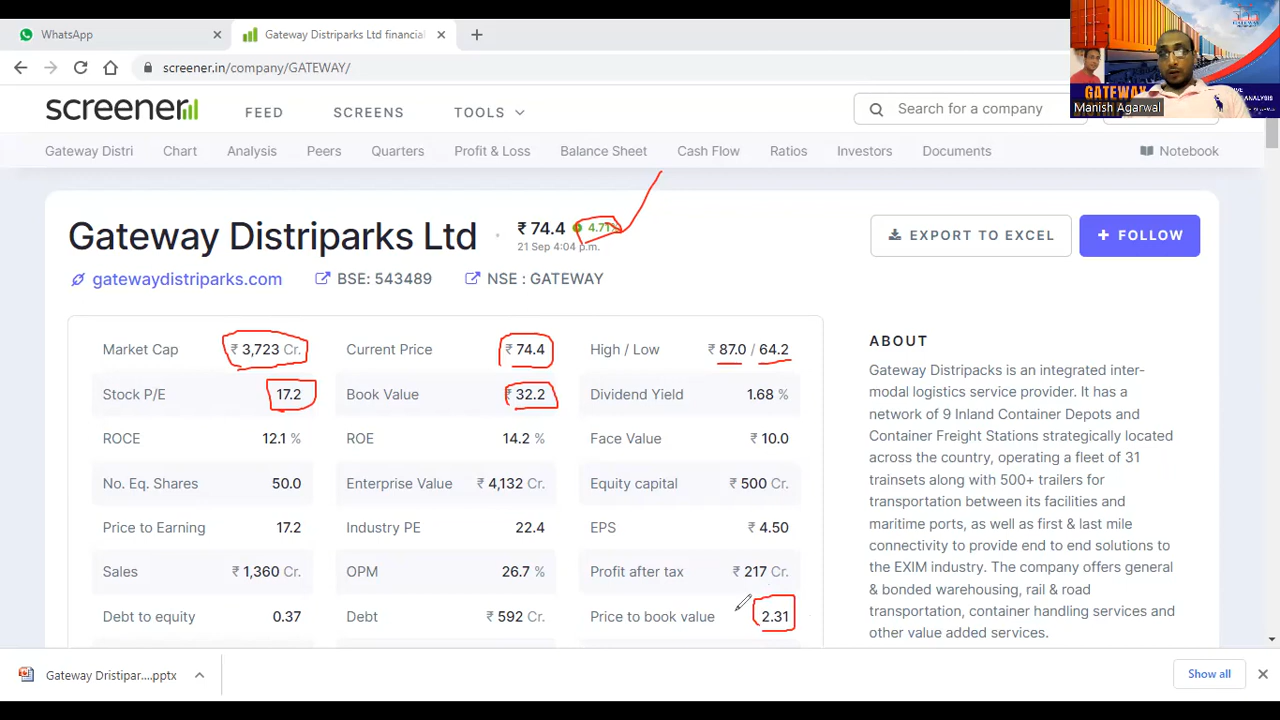 WhatsApp
Gateway Distriparks Ltd financial
screener.in/company/GATEWAY/
screener
FEED SCREENS TOOLS
Search for a company
GATEWAY
Manish Agarwal
Gateway Distri Chart Analysis Peers Quarters Profit & Loss Balance Sheet Cash Flow Ratios Investors Documents Notebook
Gateway Distriparks Ltd
₹ 74.4 4.71%
21 Sep 4:04 p.m.
EXPORT TO EXCEL
+ FOLLOW
gatewaydistriparks.com BSE: 543489 NSE : GATEWAY
Market Cap ₹ 3,723 Cr. Current Price ₹ 74.4 High / Low ₹ 87.0 / 64.2
Stock P/E 17.2 Book Value ₹ 32.2 Dividend Yield 1.68 %
ROCE 12.1 % ROE 14.2 % Face Value ₹ 10.0
No. Eq. Shares 50.0 Enterprise Value ₹ 4,132 Cr. Equity capital ₹ 500 Cr.
Price to Earning 17.2 Industry PE 22.4 EPS ₹ 4.50
Sales ₹ 1,360 Cr. OPM 26.7 % Profit after tax ₹ 217 Cr.
Debt to equity 0.37 Debt ₹ 592 Cr. Price to book value 2.31
ABOUT
Gateway Distripacks is an integrated inter-
modal logistics service provider. It has a
network of 9 Inland Container Depots and
Container Freight Stations strategically located
across the country, operating a fleet of 31
trainsets along with 500+ trailers for
transportation between its facilities and
maritime ports, as well as first & last mile
connectivity to provide end to end solutions to
the EXIM industry. The company offers general
& bonded warehousing, rail & road
transportation, container handling services and
other value added services.
Gateway Dristipar....pptx
Show all